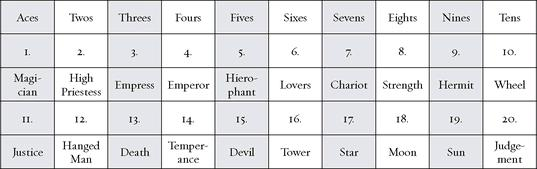 Aces Twos Threes Fours Fives Sixes Sevens Eights Nines Tens
1. 2. 3. 4. 5. 6. 7. 8. 9. 10.
Magi- High Empress Emperor Hiero- Lovers Chariot Strength Hermit Wheel
cian Priestess phant
11. 12. 13. 14. 15. 16. 17. 18. 19. 20.
Justice Hanged Death Temper- Devil Tower Star Moon Sun Judge-
Man ance ment